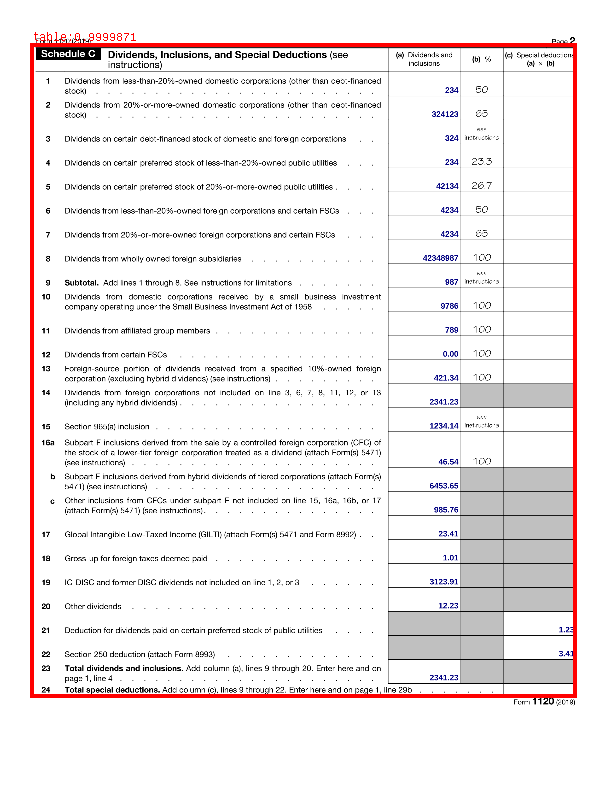 table:0.9999871
Page 2
Schedule C Dividends, Inclusions, and Special Deductions (see
instructions)
(a) Dividends and
inclusions
(b) %
(c) Special deductions
(a) × (b)
1 Dividends from less-than-20%-owned domestic corporations (other than debt-financed
stock) 234 50
2 Dividends from 20%-or-more-owned domestic corporations (other than debt-financed
stock) 324123 65
3 Dividends on certain debt-financed stock of domestic and foreign corporations 324 see instructions
4 Dividends on certain preferred stock of less-than-20%-owned public utilities 234 23.3
5 Dividends on certain preferred stock of 20%-or-more-owned public utilities 42134 26.7
6 Dividends from less-than-20%-owned foreign corporations and certain FSCs 4234 50
7 Dividends from 20%-or-more-owned foreign corporations and certain FSCs 4234 65
8 Dividends from wholly owned foreign subsidiaries 42348987 100
9 Subtotal. Add lines 1 through 8. See instructions for limitations 987 see instructions
10 Dividends from domestic corporations received by a small business investment
company operating under the Small Business Investment Act of 1958 9786 100
11 Dividends from affiliated group members 789 100
12 Dividends from certain FSCs 0.00 100
13 Foreign-source portion of dividends received from a specified 10%-owned foreign
corporation (excluding hybrid dividends) (see instructions) 421.34 100
14 Dividends from foreign corporations not included on line 3, 6, 7, 8, 11, 12, or 13
(including any hybrid dividends) 2341.23
15 Section 965(a) inclusion 1234.14 see instructions
16a Subpart F inclusions derived from the sale by a controlled foreign corporation (CFC) of
the stock of a lower-tier foreign corporation treated as a dividend (attach Form(s) 5471)
(see instructions) 46.54 100
b Subpart F inclusions derived from hybrid dividends of tiered corporations (attach Form(s)
5471) (see instructions) 6453.65
c Other inclusions from CFCs under subpart F not included on line 15, 16a, 16b, or 17
(attach Form(s) 5471) (see instructions) 985.76
17 Global Intangible Low-Taxed Income (GILTI) (attach Form(s) 5471 and Form 8992) 23.41
18 Gross-up for foreign taxes deemed paid 1.01
19 IC-DISC and former DISC dividends not included on line 1, 2, or 3 3123.91
20 Other dividends 12.23
21 Deduction for dividends paid on certain preferred stock of public utilities 1.23
22 Section 250 deduction (attach Form 8993) 3.41
23 Total dividends and inclusions. Add column (a), lines 9 through 20. Enter here and on
page 1, line 4 2341.23
24 Total special deductions. Add column (c), lines 9 through 22. Enter here and on page 1, line 29b
Form 1120 (2019)